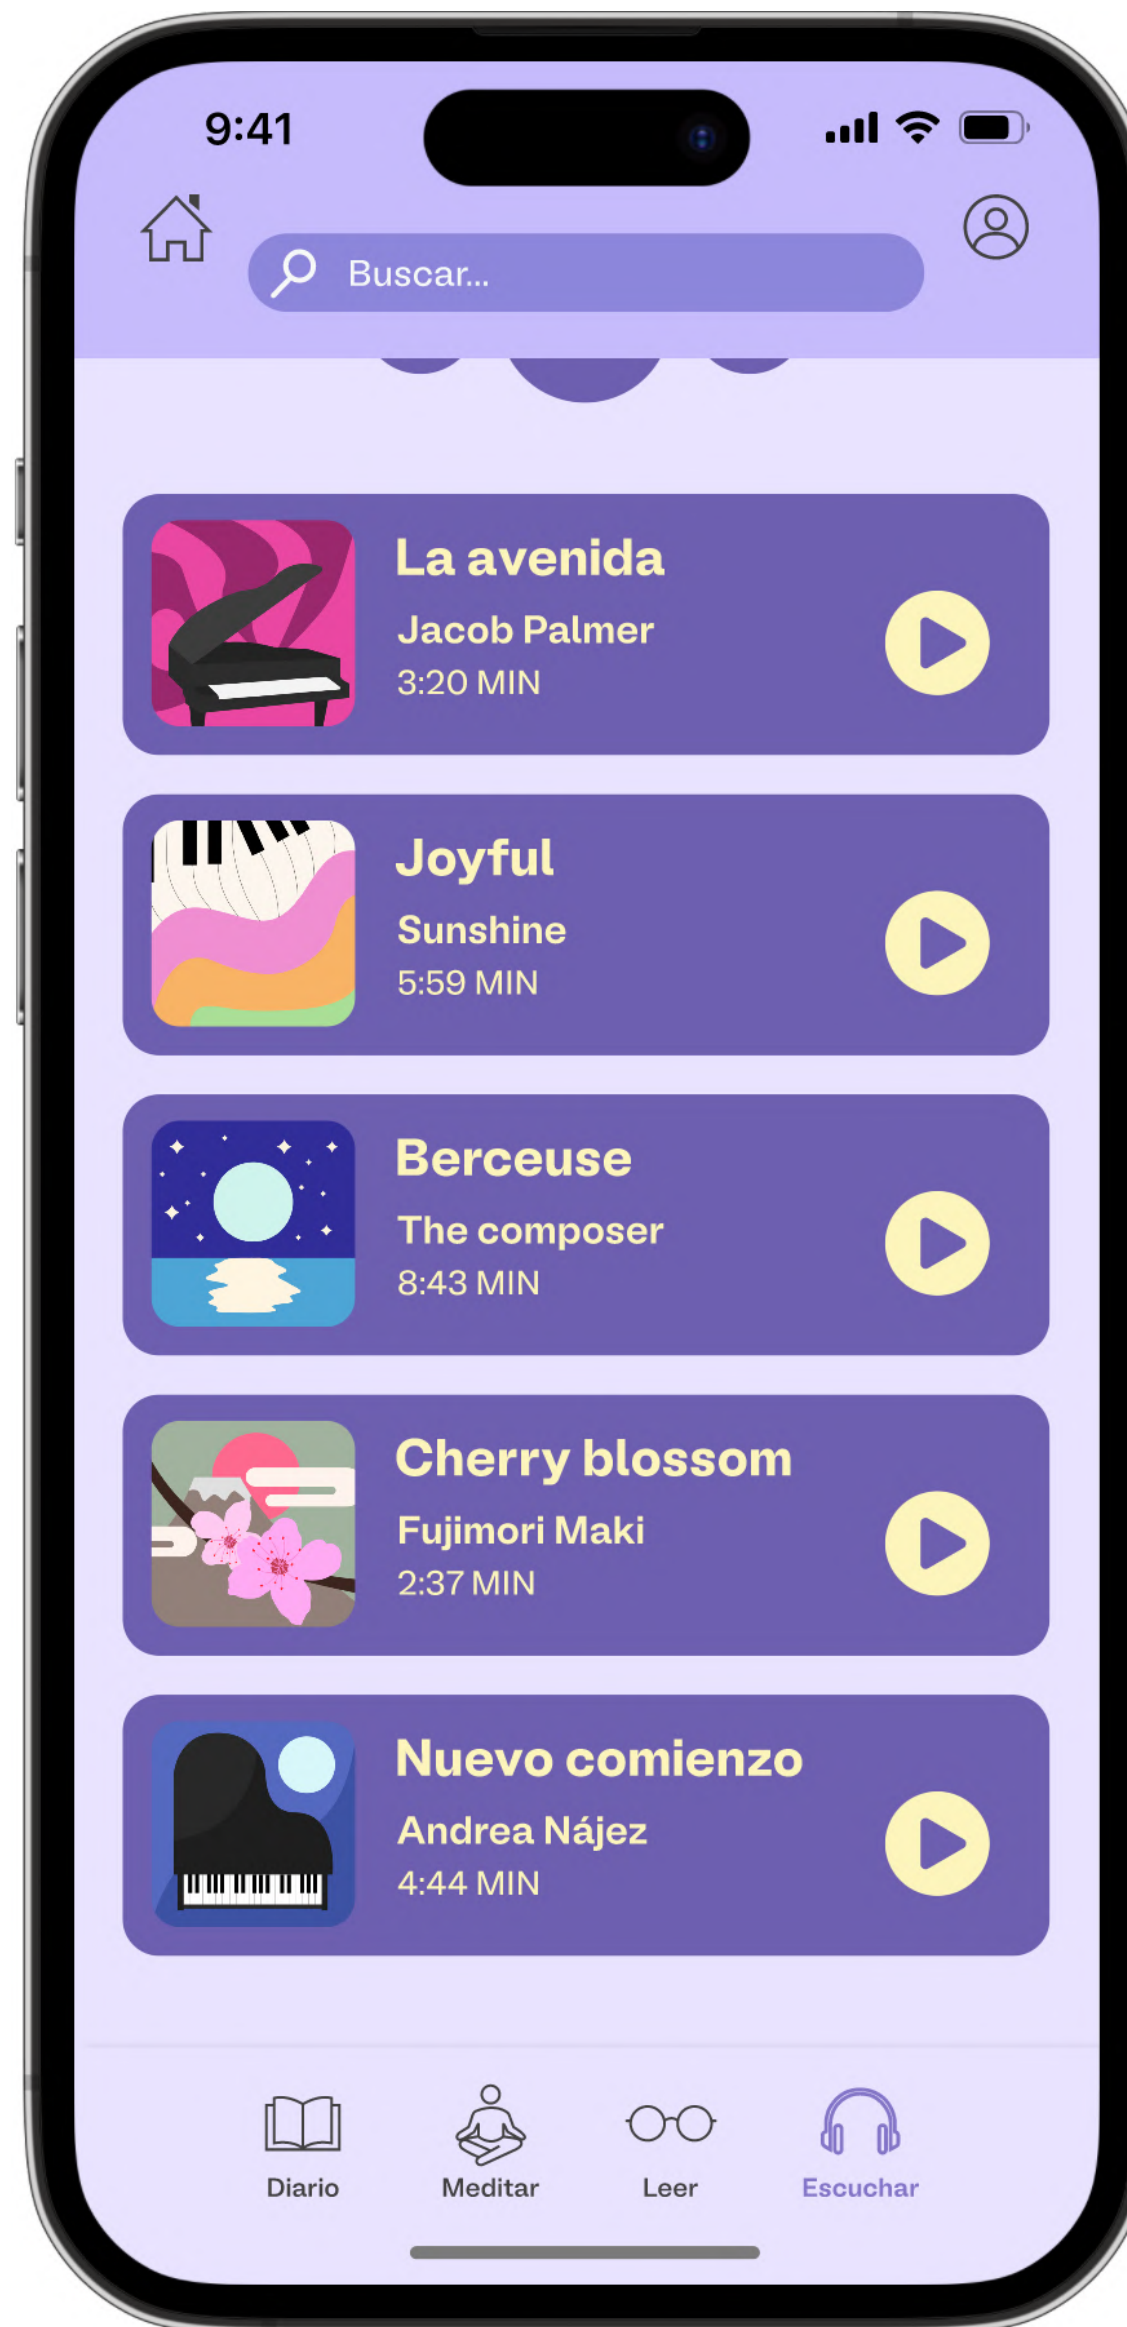 9:41
Buscar...
La avenida
Jacob Palmer
3:20 MIN
Joyful
Sunshine
5:59 MIN
Berceuse
The composer
8:43 MIN
Cherry blossom
Fujimori Maki
2:37 MIN
Nuevo comienzo
Andrea Nájez
4:44 MIN
Diario Meditar Leer Escuchar